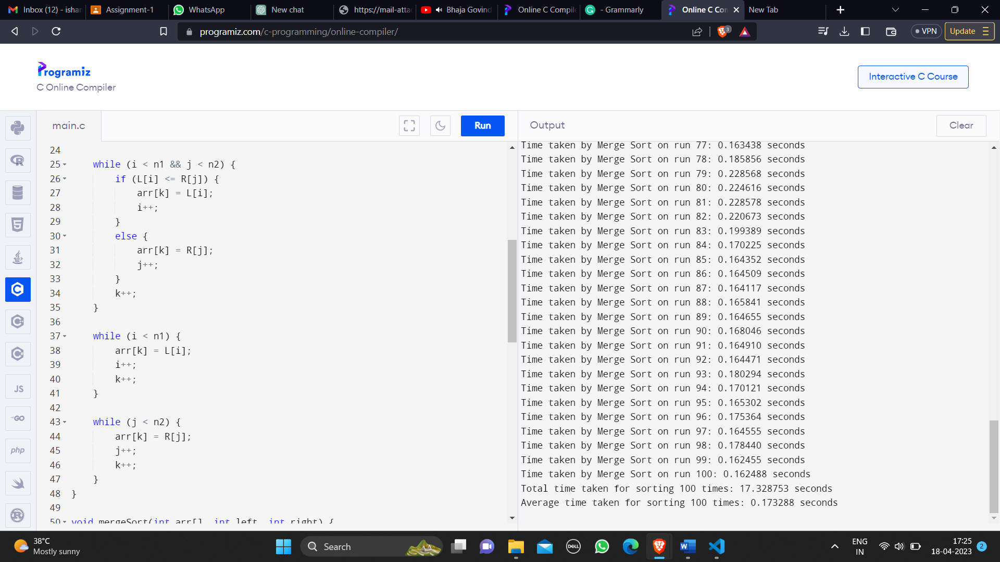 Inbox (12) - ishan
Assignment-1
WhatsApp
New chat
https://mail-atta
Bhaja Govind
Online C Compile
- Grammarly
Online C Con
New Tab
programiz.com/c-programming/online-compiler/
3
VPN
Update
Programiz
C Online Compiler
Interactive C Course
main.c
Run
Output
Clear
24
25 while (i < n1 && j < n2) {
26 if (L[i] <= R[j]) {
27 arr[k] = L[i];
28 i++;
29 }
30 else {
31 arr[k] = R[j];
32 j++;
33 }
34 k++;
35 }
36
37 while (i < n1) {
38 arr[k] = L[i];
39 i++;
40 k++;
41 }
42
43 while (j < n2) {
44 arr[k] = R[j];
45 j++;
46 k++;
47 }
48 }
49
50 void mergeSort(int arr[], int left, int right) {
Time taken by Merge Sort on run 77: 0.163438 seconds
Time taken by Merge Sort on run 78: 0.185856 seconds
Time taken by Merge Sort on run 79: 0.228568 seconds
Time taken by Merge Sort on run 80: 0.224616 seconds
Time taken by Merge Sort on run 81: 0.228578 seconds
Time taken by Merge Sort on run 82: 0.220673 seconds
Time taken by Merge Sort on run 83: 0.199389 seconds
Time taken by Merge Sort on run 84: 0.170225 seconds
Time taken by Merge Sort on run 85: 0.164352 seconds
Time taken by Merge Sort on run 86: 0.164509 seconds
Time taken by Merge Sort on run 87: 0.164117 seconds
Time taken by Merge Sort on run 88: 0.165841 seconds
Time taken by Merge Sort on run 89: 0.164655 seconds
Time taken by Merge Sort on run 90: 0.168046 seconds
Time taken by Merge Sort on run 91: 0.164910 seconds
Time taken by Merge Sort on run 92: 0.164471 seconds
Time taken by Merge Sort on run 93: 0.180294 seconds
Time taken by Merge Sort on run 94: 0.170121 seconds
Time taken by Merge Sort on run 95: 0.165302 seconds
Time taken by Merge Sort on run 96: 0.175364 seconds
Time taken by Merge Sort on run 97: 0.164555 seconds
Time taken by Merge Sort on run 98: 0.178440 seconds
Time taken by Merge Sort on run 99: 0.162455 seconds
Time taken by Merge Sort on run 100: 0.162488 seconds
Total time taken for sorting 100 times: 17.328753 seconds
Average time taken for sorting 100 times: 0.173288 seconds
JS
GO
php
38°C
Mostly sunny
Search
DELL
ENG
IN
17:25
18-04-2023
2